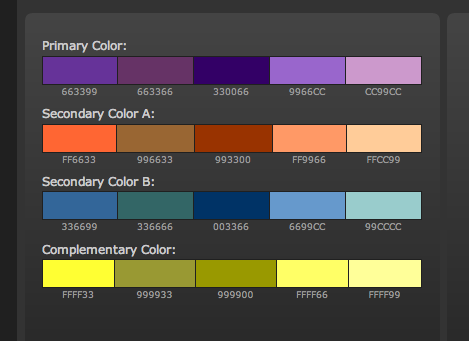 Primary Color:
663399 663366 330066 9966CC CC99CC
Secondary Color A:
FF6633 996633 993300 FF9966 FFCC99
Secondary Color B:
336699 336666 003366 6699CC 99CCCC
Complementary Color:
FFFF33 999933 999900 FFFF66 FFFF99